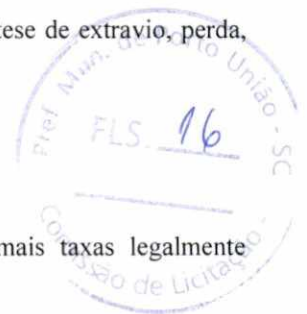 tese de extravio, perda,
Pref. Mun. de Porto União - SC
FLS. 16
mais taxas legalmente
Comissão de Licitação